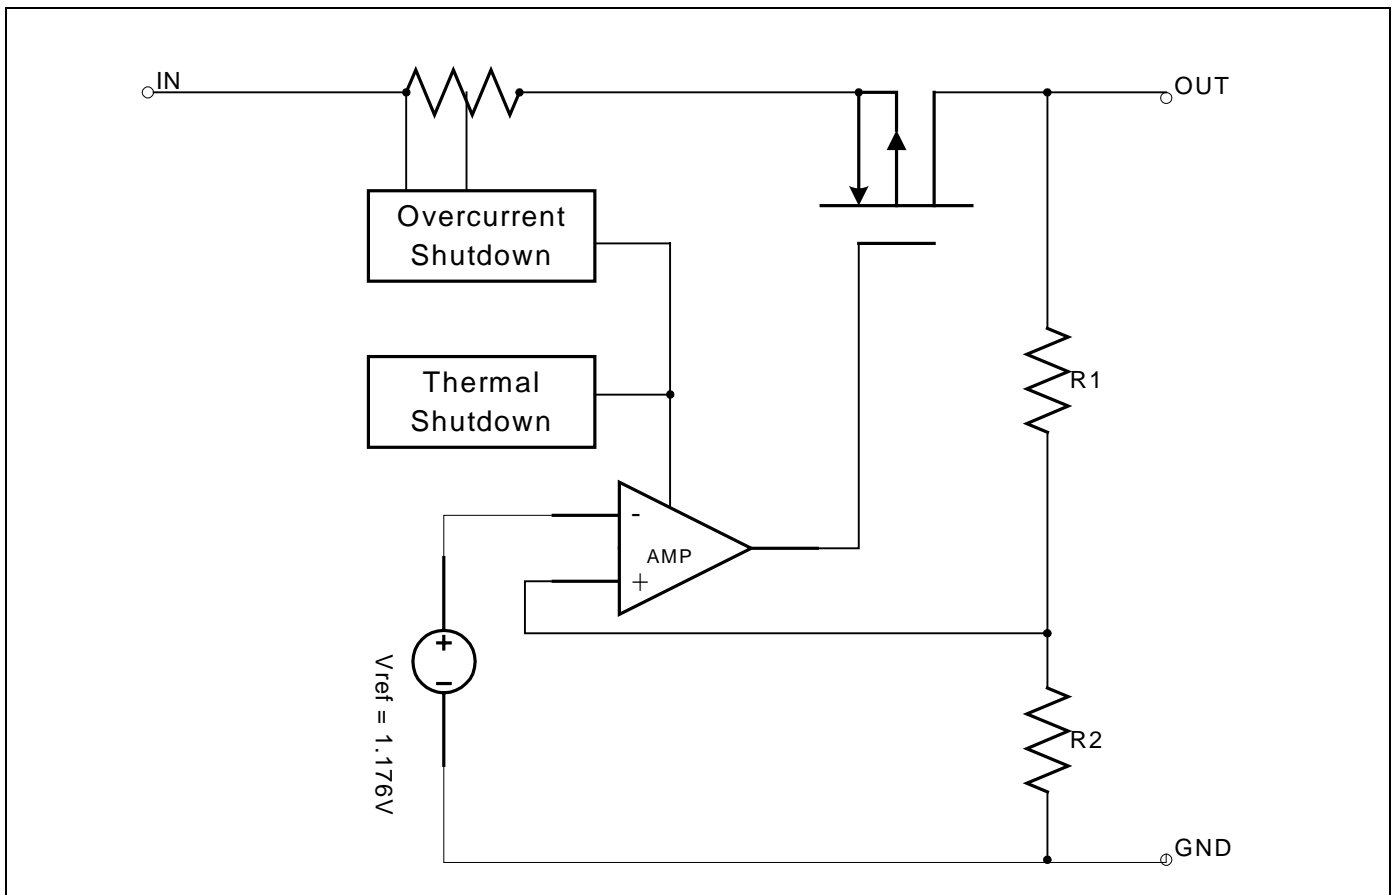 IN
OUT
Overcurrent
Shutdown
Thermal
Shutdown
R1
-
AMP
+
+
−
Vref = 1.176V
R2
GND